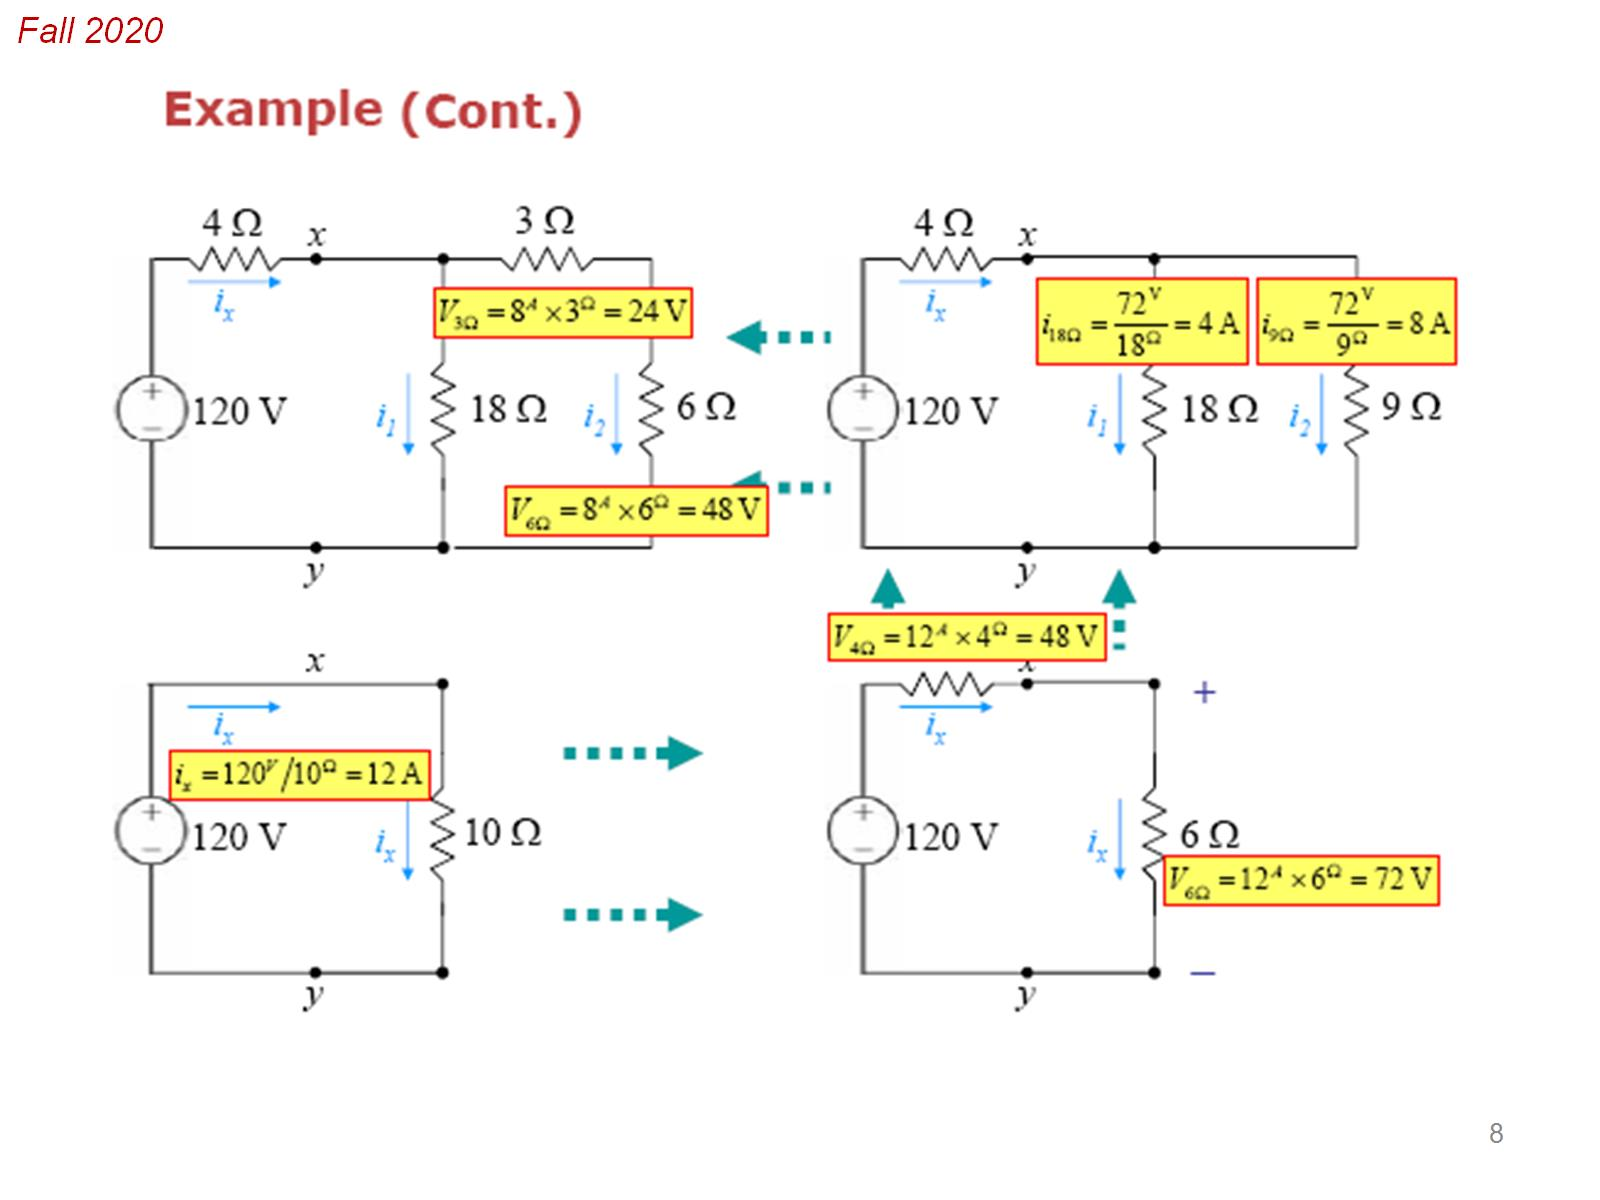 Fall 2020
Example (Cont.)
4 Ω
x
3 Ω
i_x
V_3Ω = 8^A × 3^Ω = 24 V
120 V
i_1
18 Ω
i_2
6 Ω
V_6Ω = 8^A × 6^Ω = 48 V
y
4 Ω
x
i_x
i_18Ω = 72^V / 18^Ω = 4 A
i_9Ω = 72^V / 9^Ω = 8 A
120 V
i_1
18 Ω
i_2
9 Ω
y
x
i_x
i_x = 120^V / 10^Ω = 12 A
120 V
i_x
10 Ω
y
V_4Ω = 12^A × 4^Ω = 48 V
x
i_x
+
120 V
i_x
6 Ω
V_6Ω = 12^A × 6^Ω = 72 V
–
y
8